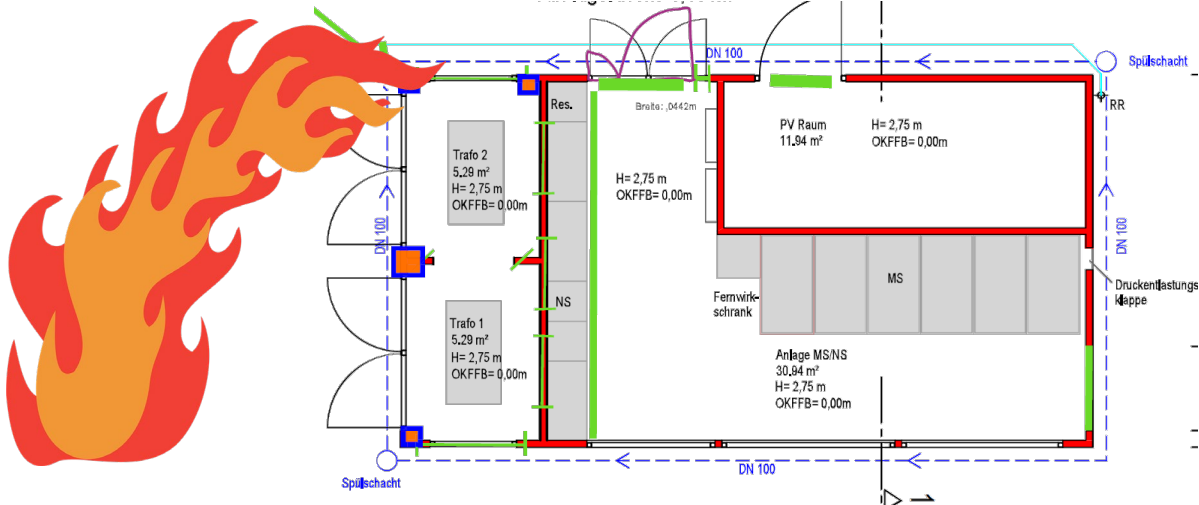 DN 100
Spülschacht
Res.
Breite: ,0442m
RR
PV Raum
11.94 m²
H= 2,75 m
OKFFB= 0,00m
Trafo 2
5.29 m²
H= 2,75 m
OKFFB= 0,00m
H= 2,75 m
OKFFB= 0,00m
DN 100
DN 100
MS
Druckentlastungs
klappe
Fernwirk-
schrank
NS
Trafo 1
5.29 m²
H= 2,75 m
OKFFB= 0,00m
Anlage MS/NS
30.94 m²
H= 2,75 m
OKFFB= 0,00m
DN 100
Spülschacht
1